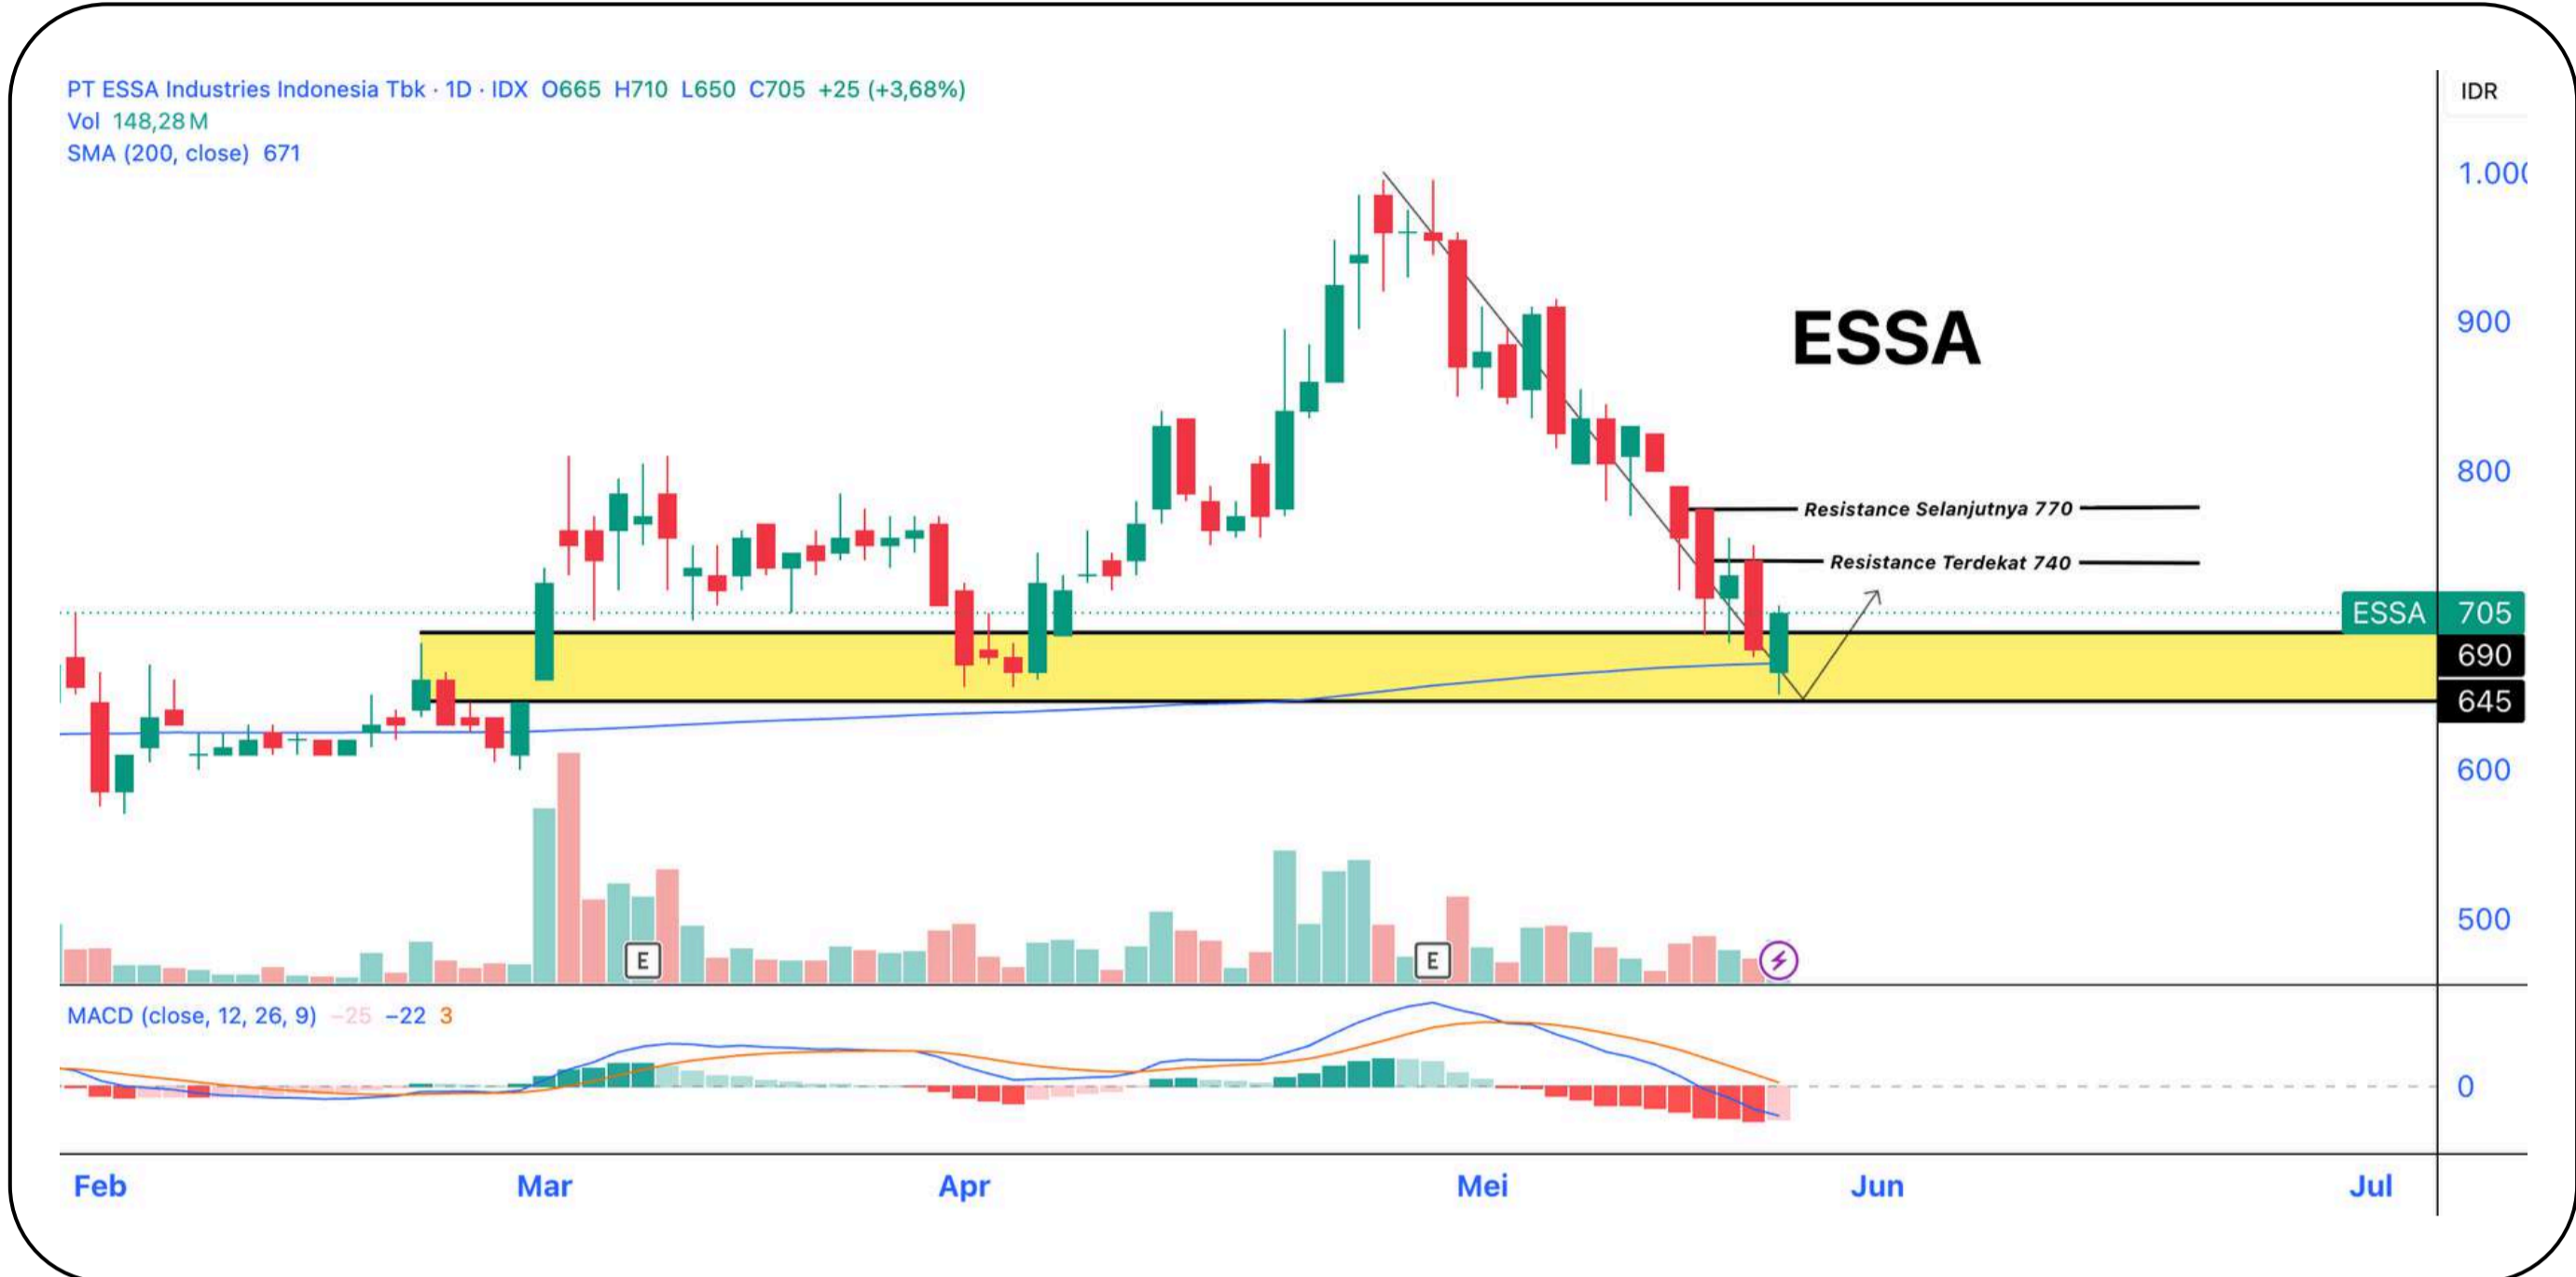 PT ESSA Industries Indonesia Tbk · 1D · IDX O665 H710 L650 C705 +25 (+3,68%)
IDR
Vol 148,28 M
SMA (200, close) 671
1.000
900
ESSA
800
Resistance Selanjutnya 770
Resistance Terdekat 740
ESSA 705
690
645
600
500
E
E
MACD (close, 12, 26, 9) −25 −22 3
0
Feb Mar Apr Mei Jun Jul